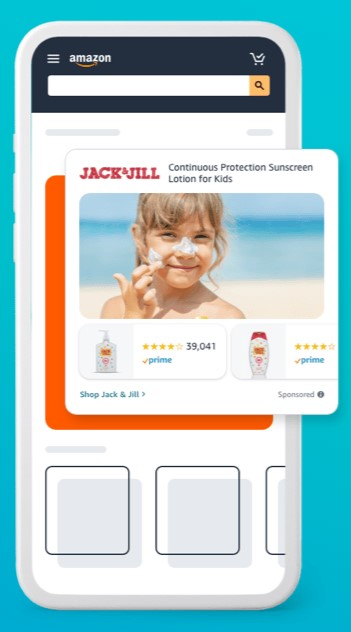 amazon
JACK&JILL
Continuous Protection Sunscreen
Lotion for Kids
39,041
prime
prime
Shop Jack & Jill >
Sponsored